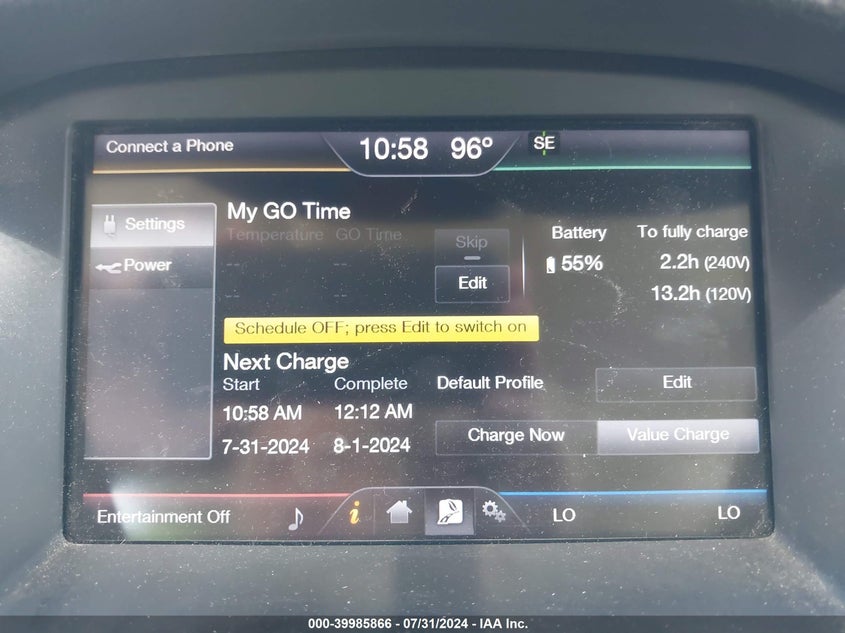 Connect a Phone
10:58 96º
SE
Settings
Power
My GO Time
Temperature GO Time
-- --
-- --
Skip
Edit
Battery
55%
To fully charge
2.2h (240V)
13.2h (120V)
Schedule OFF; press Edit to switch on
Next Charge
Start Complete
10:58 AM 12:12 AM
7-31-2024 8-1-2024
Default Profile
Edit
Charge Now
Value Charge
Entertainment Off
i
LO
LO
000-39985866 - 07/31/2024 - IAA Inc.